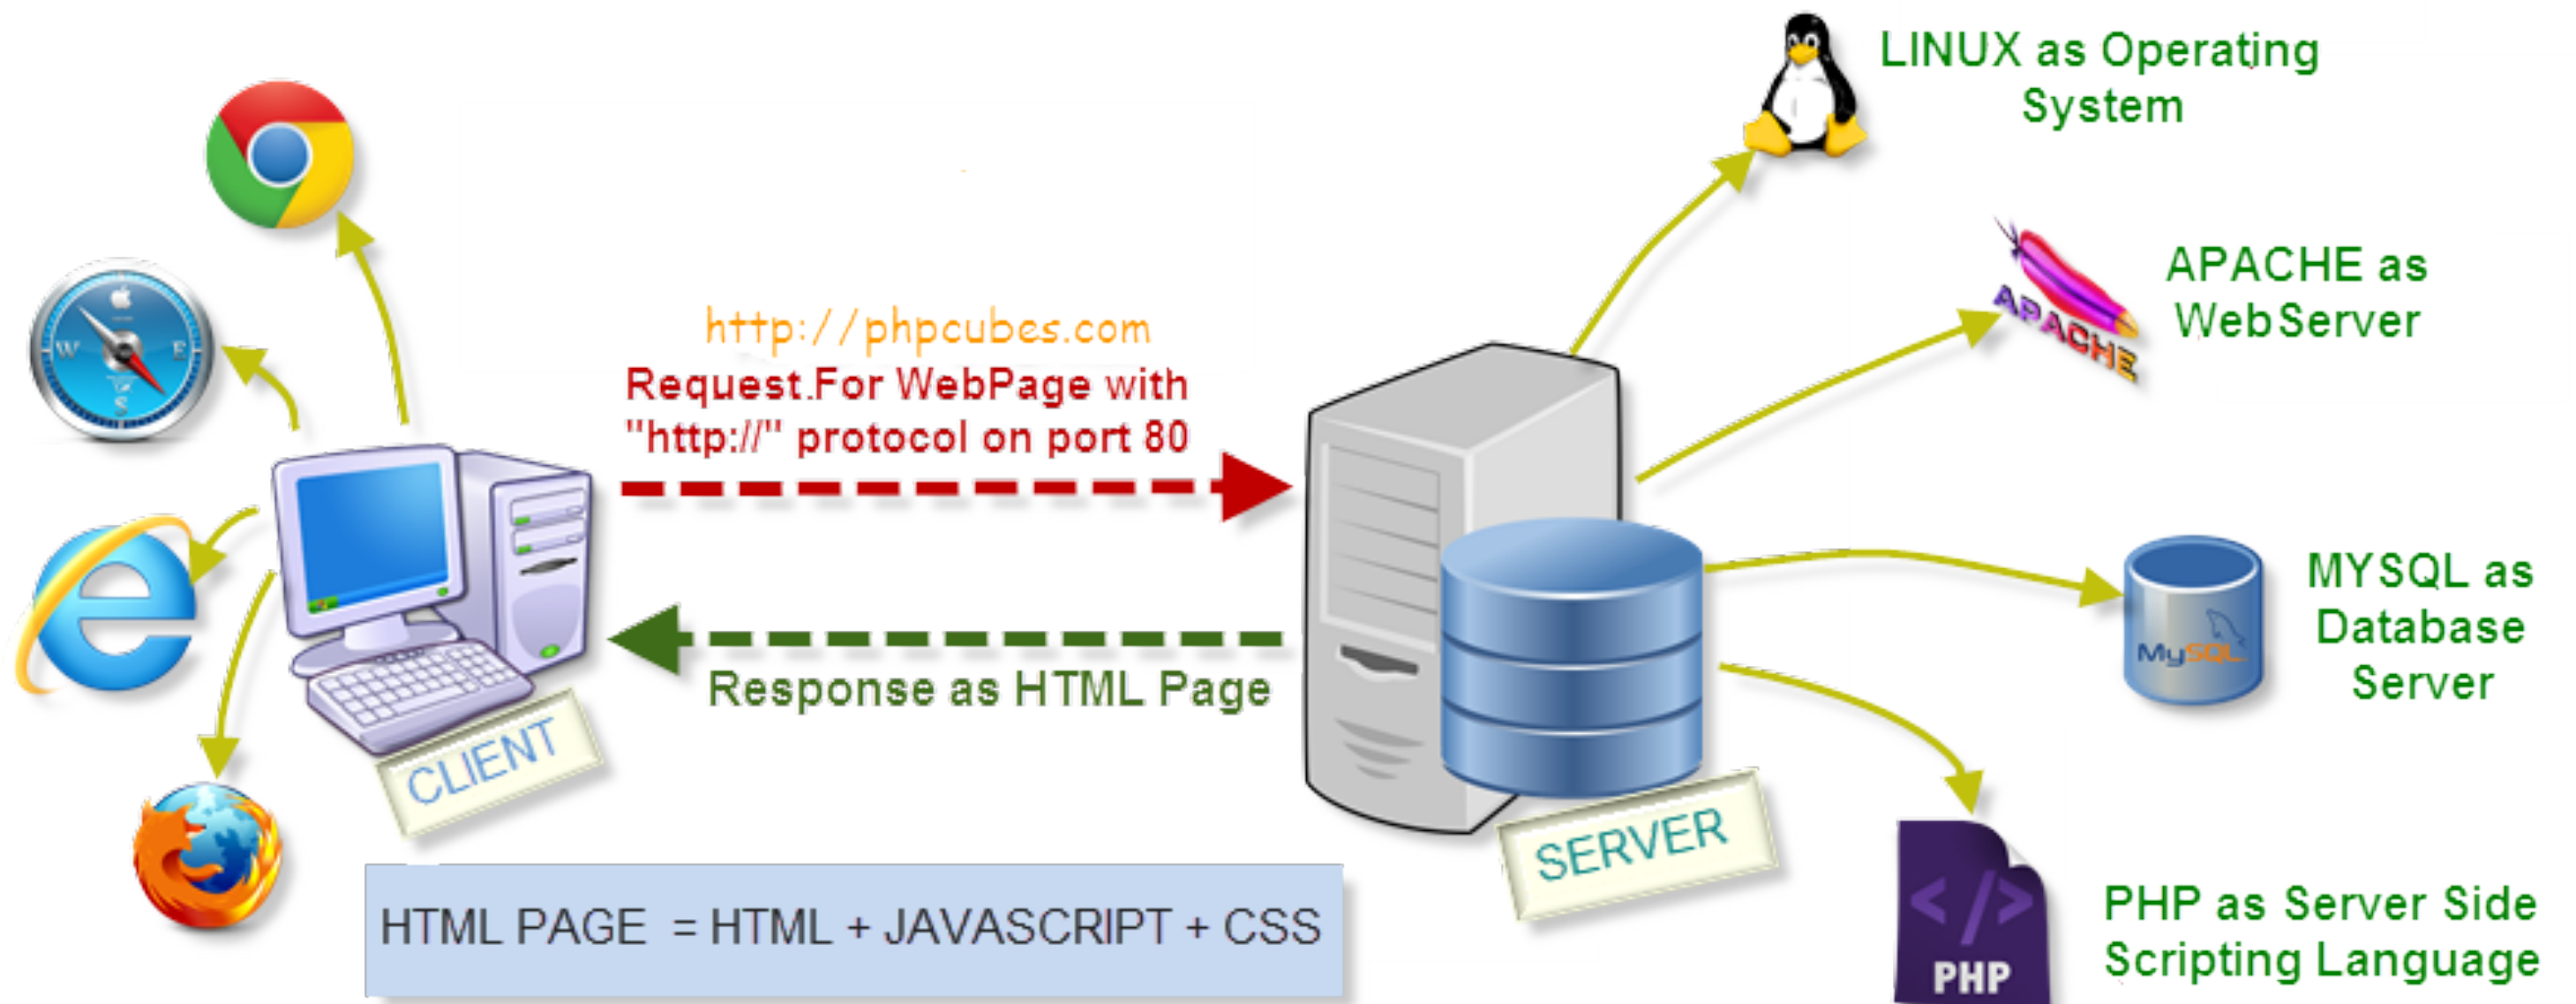 LINUX as Operating
System
APACHE as
WebServer
APACHE
http://phpcubes.com
Request.For WebPage with
"http://" protocol on port 80
W
E
S
MYSQL as
Database
Server
MySQL
Response as HTML Page
CLIENT
SERVER
HTML PAGE = HTML + JAVASCRIPT + CSS
</>
PHP
PHP as Server Side
Scripting Language